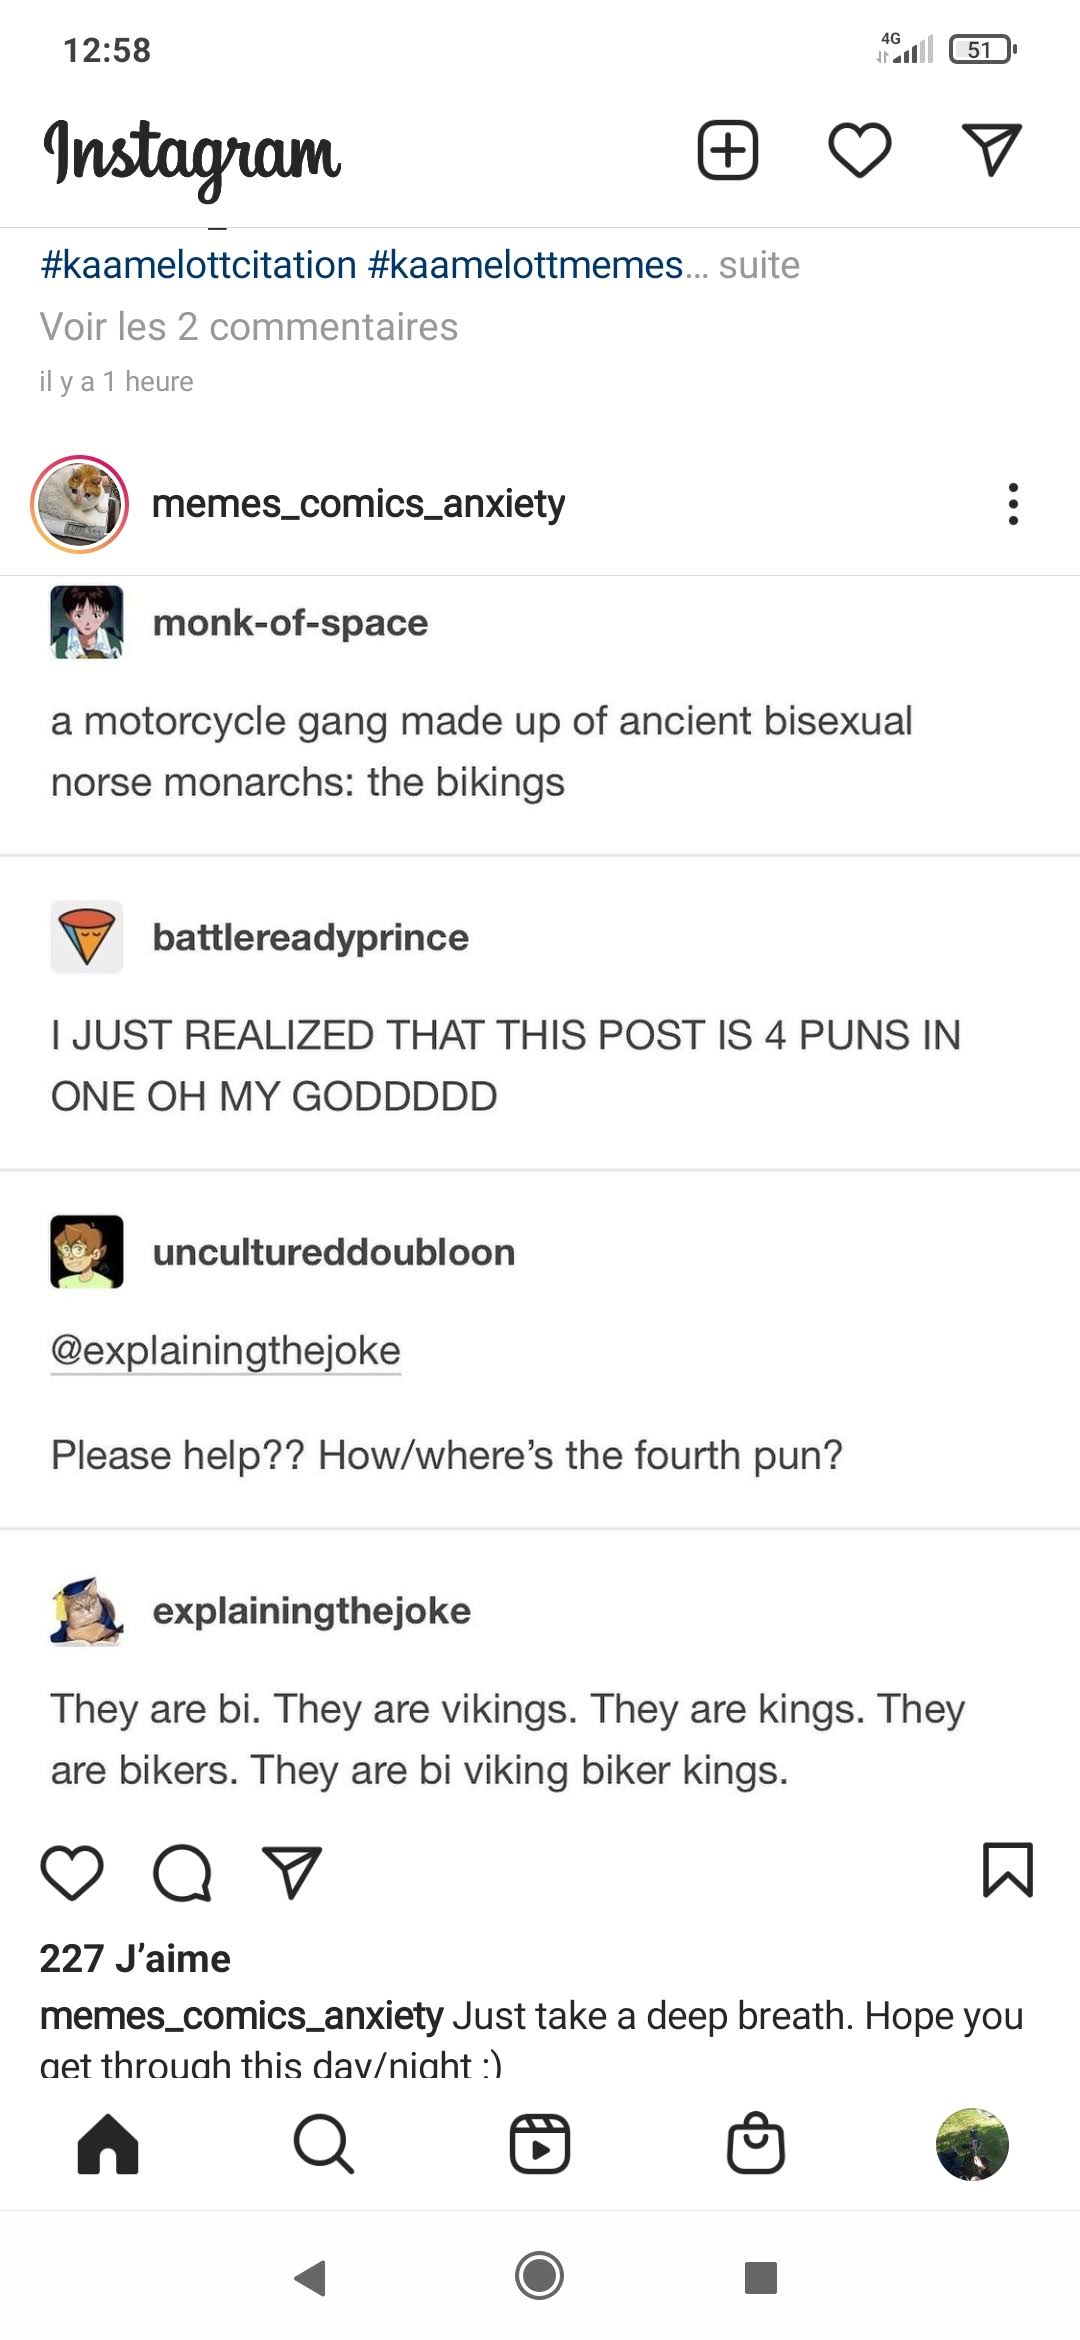 12:58
4G
51
Instagram
#kaamelottcitation #kaamelottmemes... suite
Voir les 2 commentaires
il y a 1 heure
memes_comics_anxiety
monk-of-space
a motorcycle gang made up of ancient bisexual
norse monarchs: the bikings
battlereadyprince
I JUST REALIZED THAT THIS POST IS 4 PUNS IN
ONE OH MY GODDDDD
uncultureddoubloon
@explainingthejoke
Please help?? How/where’s the fourth pun?
explainingthejoke
They are bi. They are vikings. They are kings. They
are bikers. They are bi viking biker kings.
227 J’aime
memes_comics_anxiety Just take a deep breath. Hope you
get through this day/night :)